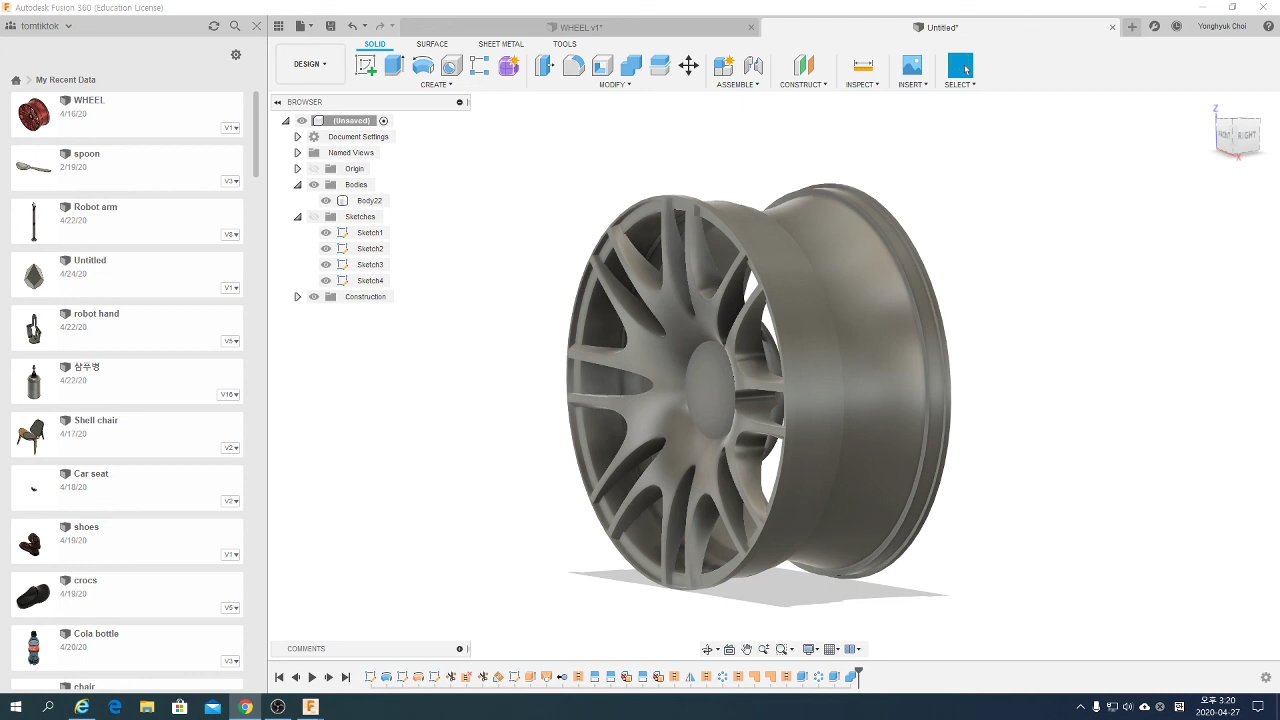 Autodesk Fusion 360 (Education License)
tomtiktok
WHEEL v1*
Untitled*
Yonghyuk Choi
My Recent Data
WHEEL
4/16/20
V1
spoon
2/19/20
V3
Robot arm
4/22/20
V8
Untitled
4/24/20
V1
robot hand
4/22/20
V5
샴푸병
4/22/20
V16
Shell chair
4/17/20
V2
Car seat
4/18/20
V2
shoes
4/19/20
V1
crocs
4/19/20
V5
Cola bottle
4/20/20
V3
chair
DESIGN
SOLID
SURFACE
SHEET METAL
TOOLS
CREATE
MODIFY
ASSEMBLE
CONSTRUCT
INSPECT
INSERT
SELECT
BROWSER
(Unsaved)
Document Settings
Named Views
Origin
Bodies
Body22
Sketches
Sketch1
Sketch2
Sketch3
Sketch4
Construction
Z
FRONT
RIGHT
X
COMMENTS
오후 3:20
2020-04-27